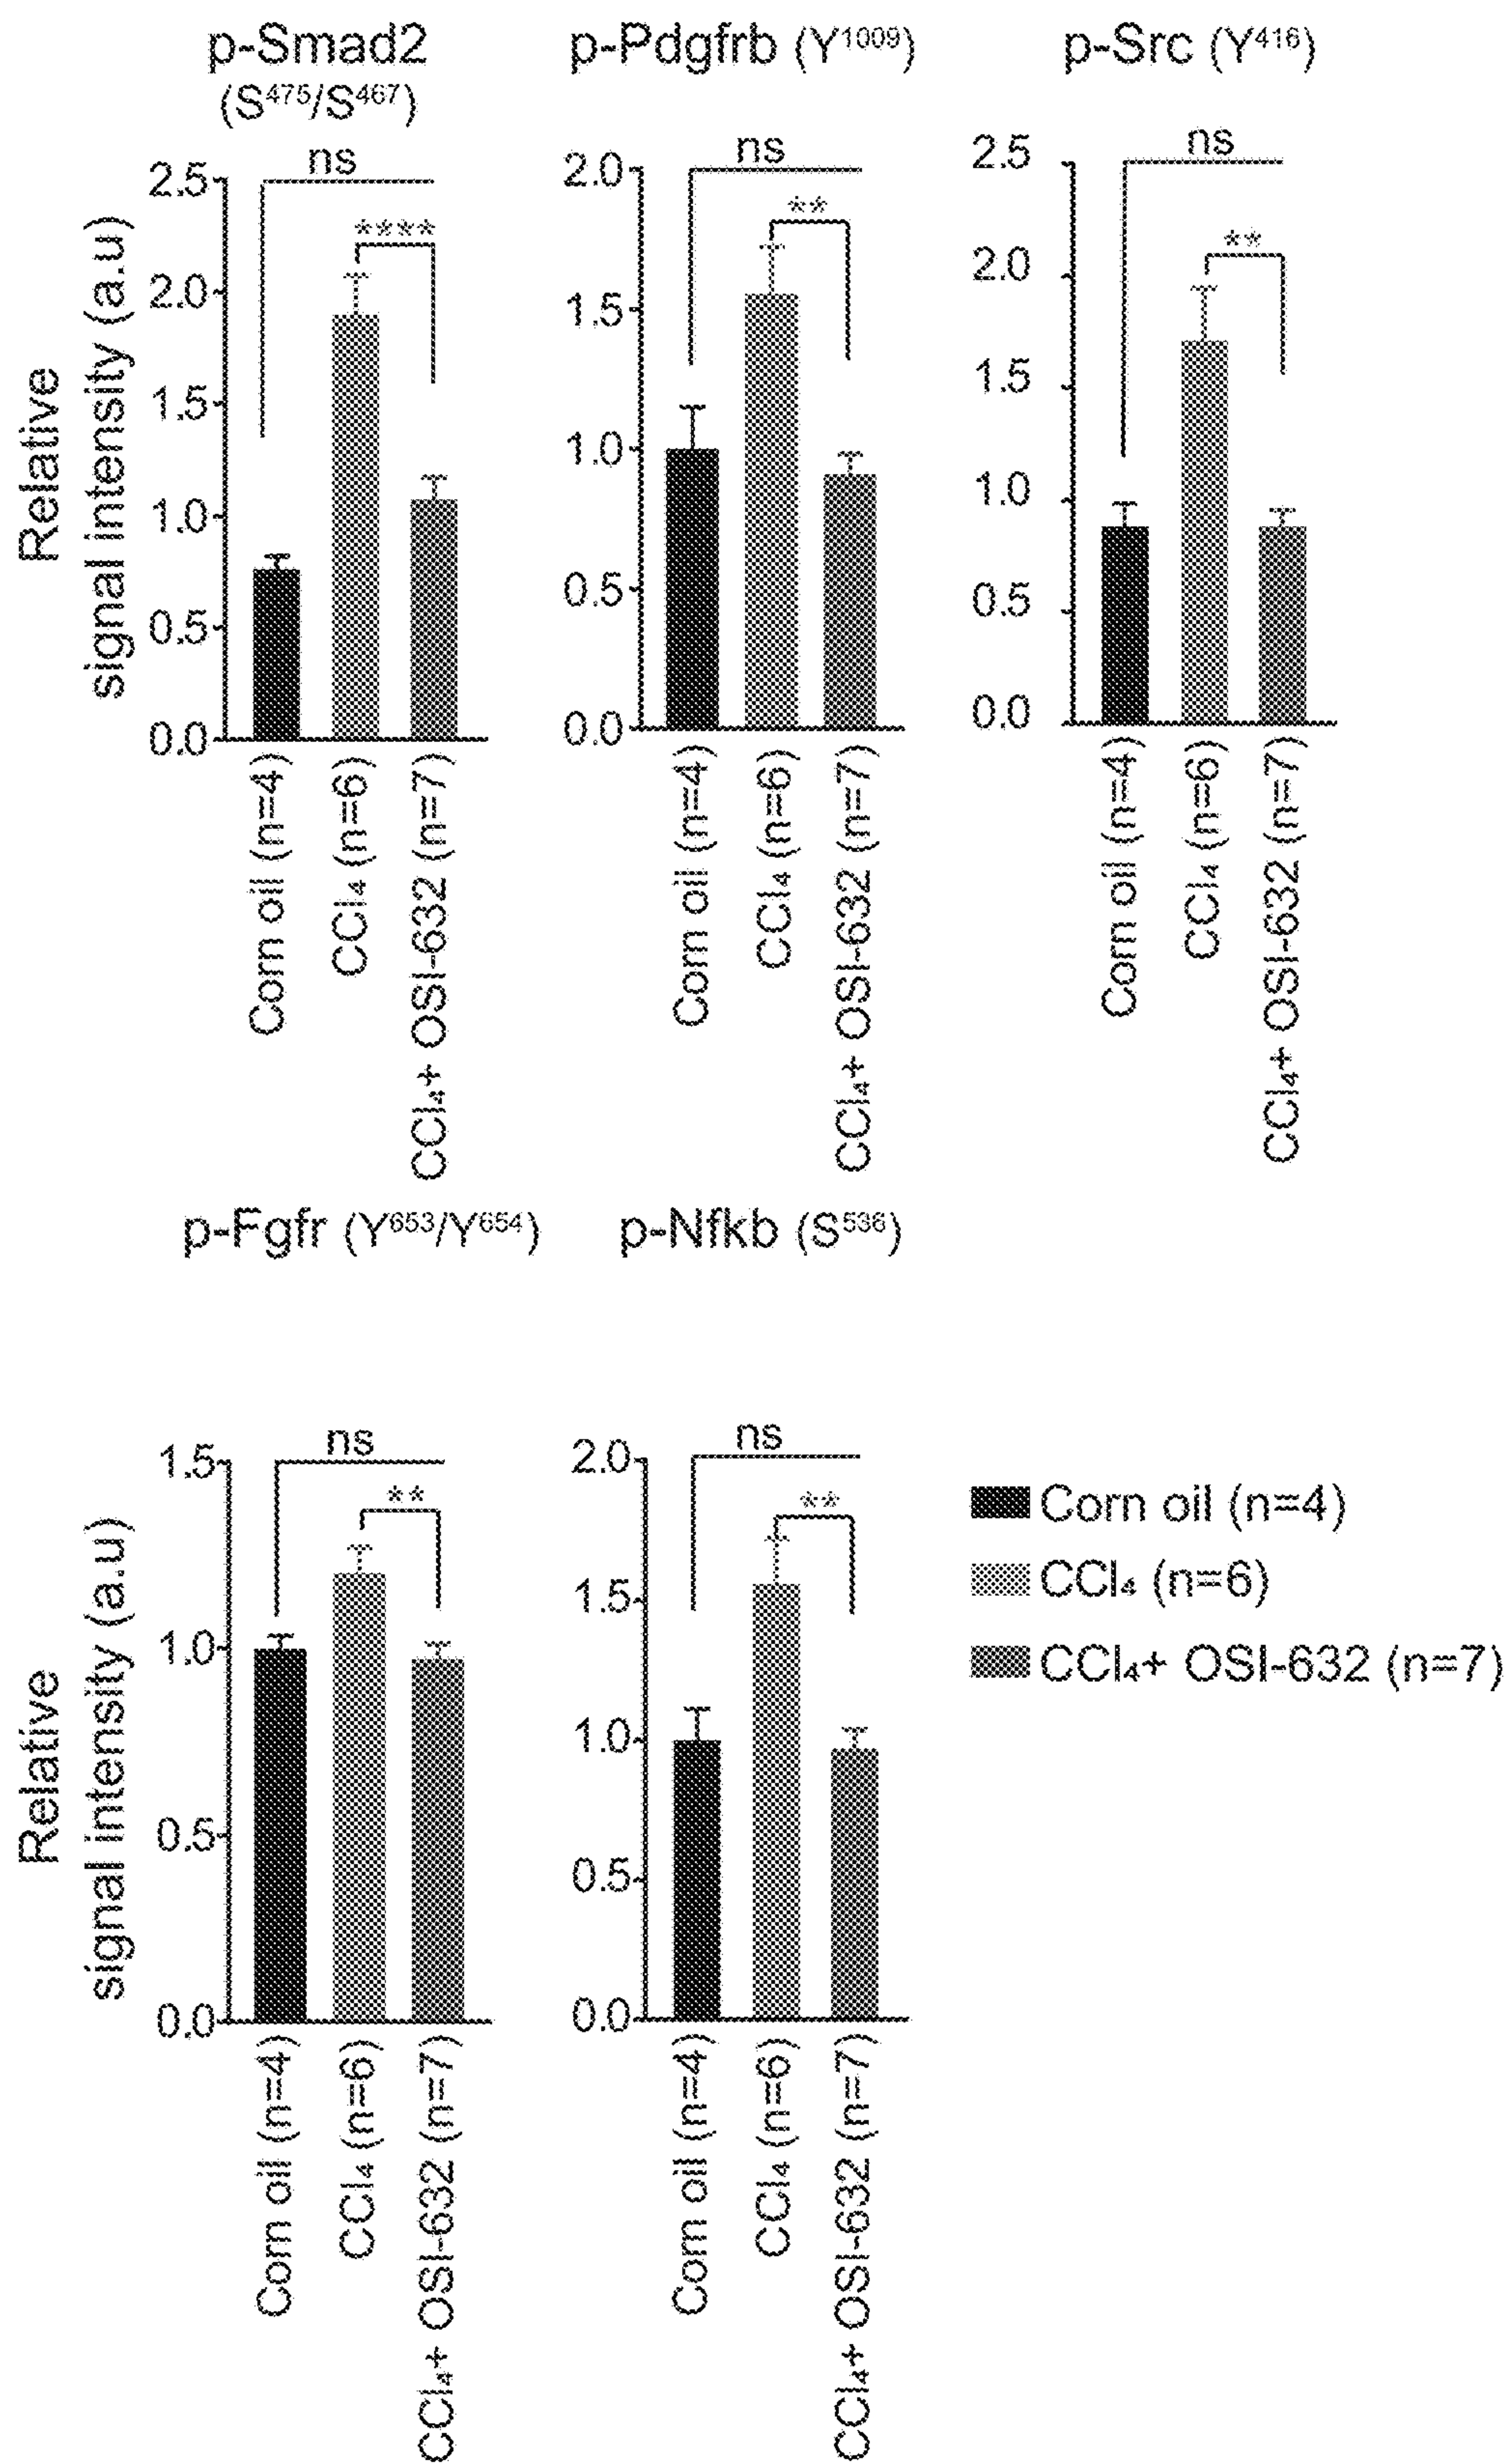 p-Smad2
(S⁴⁷⁵/S⁴⁶⁷)
Relative
signal intensity (a.u)
2.5
2.0
1.5
1.0
0.5
0.0
ns
****
Corn oil (n=4)
CCl₄ (n=6)
CCl₄+ OSI-632 (n=7)
p-Pdgfrb (Y¹⁰⁰⁹)
2.0
1.5
1.0
0.5
0.0
ns
**
Corn oil (n=4)
CCl₄ (n=6)
CCl₄+ OSI-632 (n=7)
p-Src (Y⁴¹⁶)
2.5
2.0
1.5
1.0
0.5
0.0
ns
**
Corn oil (n=4)
CCl₄ (n=6)
CCl₄+ OSI-632 (n=7)
p-Fgfr (Y⁶⁵³/Y⁶⁵⁴)
Relative
signal intensity (a.u)
1.5
1.0
0.5
0.0
ns
**
Corn oil (n=4)
CCl₄ (n=6)
CCl₄+ OSI-632 (n=7)
p-Nfkb (S⁵³⁶)
2.0
1.5
1.0
0.5
0.0
ns
**
Corn oil (n=4)
CCl₄ (n=6)
CCl₄+ OSI-632 (n=7)
Corn oil (n=4)
CCl₄ (n=6)
CCl₄+ OSI-632 (n=7)